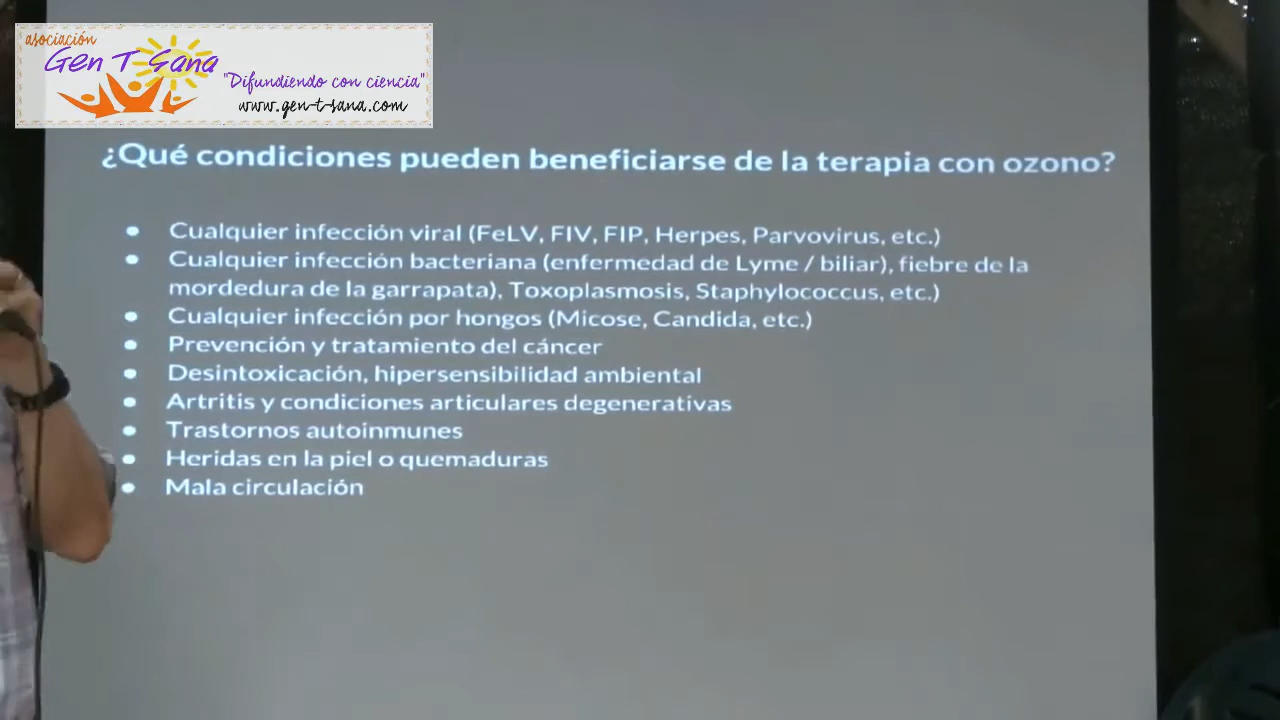 asociación
Gen T Sana
"Difundiendo con ciencia"
www.gen-t-sana.com
¿Qué condiciones pueden beneficiarse de la terapia con ozono?
● Cualquier infección viral (FeLV, FIV, FIP, Herpes, Parvovirus, etc.)
● Cualquier infección bacteriana (enfermedad de Lyme / biliar), fiebre de la
mordedura de la garrapata), Toxoplasmosis, Staphylococcus, etc.)
● Cualquier infección por hongos (Micose, Candida, etc.)
● Prevención y tratamiento del cáncer
● Desintoxicación, hipersensibilidad ambiental
● Artritis y condiciones articulares degenerativas
● Trastornos autoinmunes
● Heridas en la piel o quemaduras
● Mala circulación